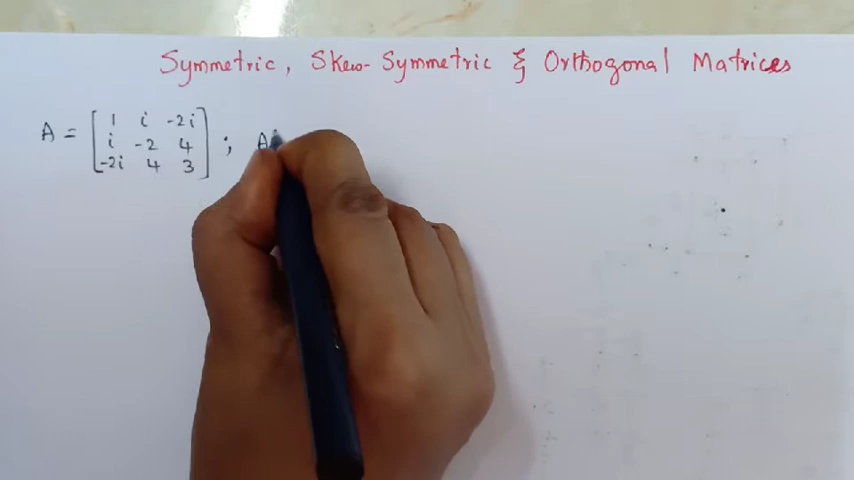 Symmetric, Skew-Symmetric & Orthogonal Matrices
A = [ 1 i -2i
i -2 4
-2i 4 3 ] ; A